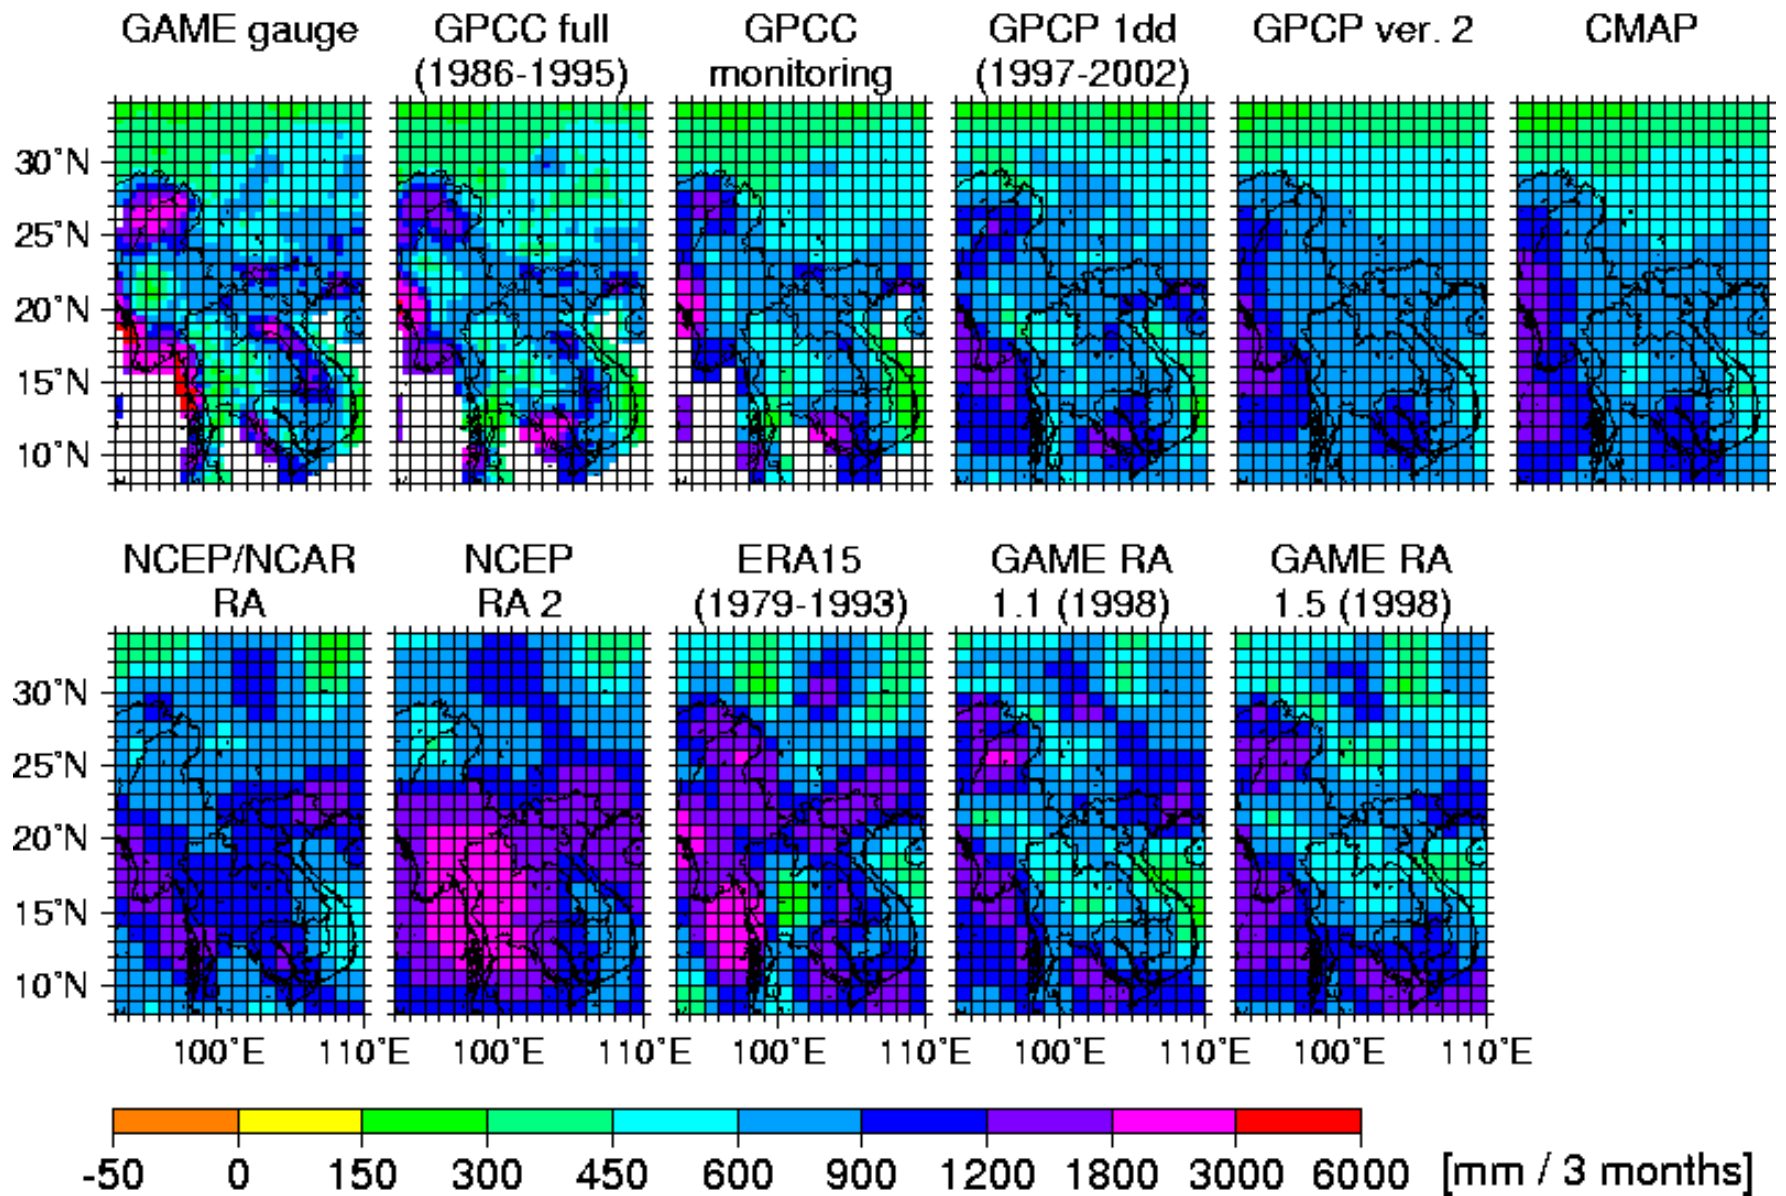 GAME gauge GPCC full GPCC GPCP 1dd GPCP ver. 2 CMAP
(1986-1995) monitoring (1997-2002)
30°N
25°N
20°N
15°N
10°N
NCEP/NCAR NCEP ERA15 GAME RA GAME RA
RA RA 2 (1979-1993) 1.1 (1998) 1.5 (1998)
30°N
25°N
20°N
15°N
10°N
100°E 110°E 100°E 110°E 100°E 110°E 100°E 110°E 100°E 110°E
-50 0 150 300 450 600 900 1200 1800 3000 6000 [mm / 3 months]